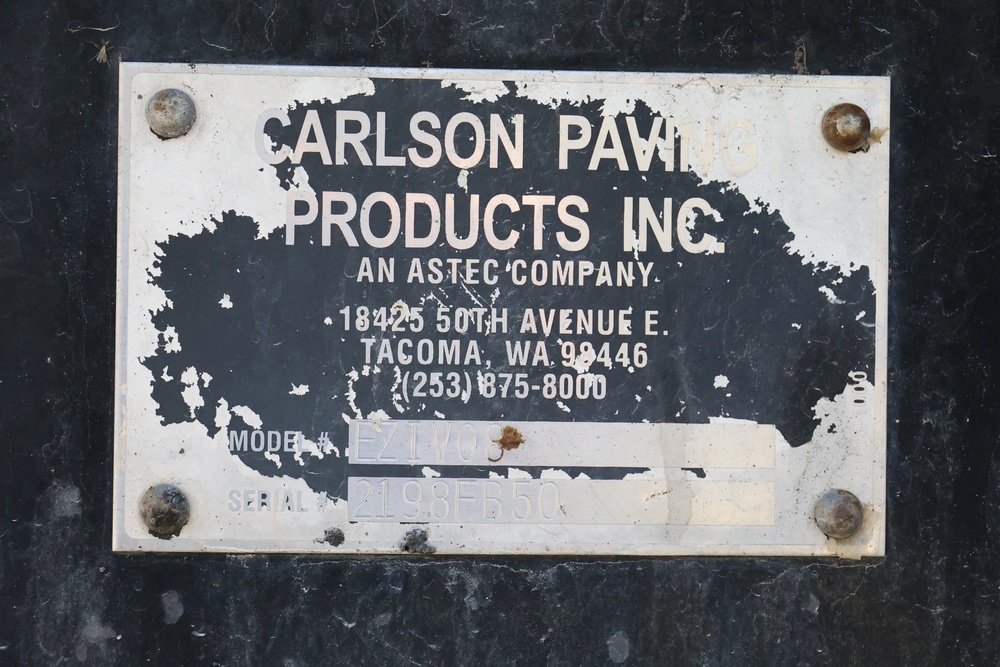 CARLSON PAVING
PRODUCTS INC.
AN ASTEC COMPANY
18425 50TH AVENUE E.
TACOMA, WA 98446
(253) 875-8000
MODEL #
SERIAL # 2198FB50